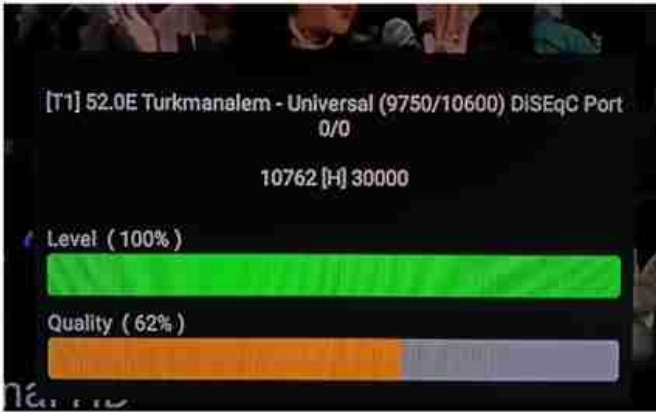 [T1] 52.0E Turkmanalem - Universal (9750/10600) DiSEqC Port
0/0
10762 [H] 30000
Level (100%)
Quality (62%)